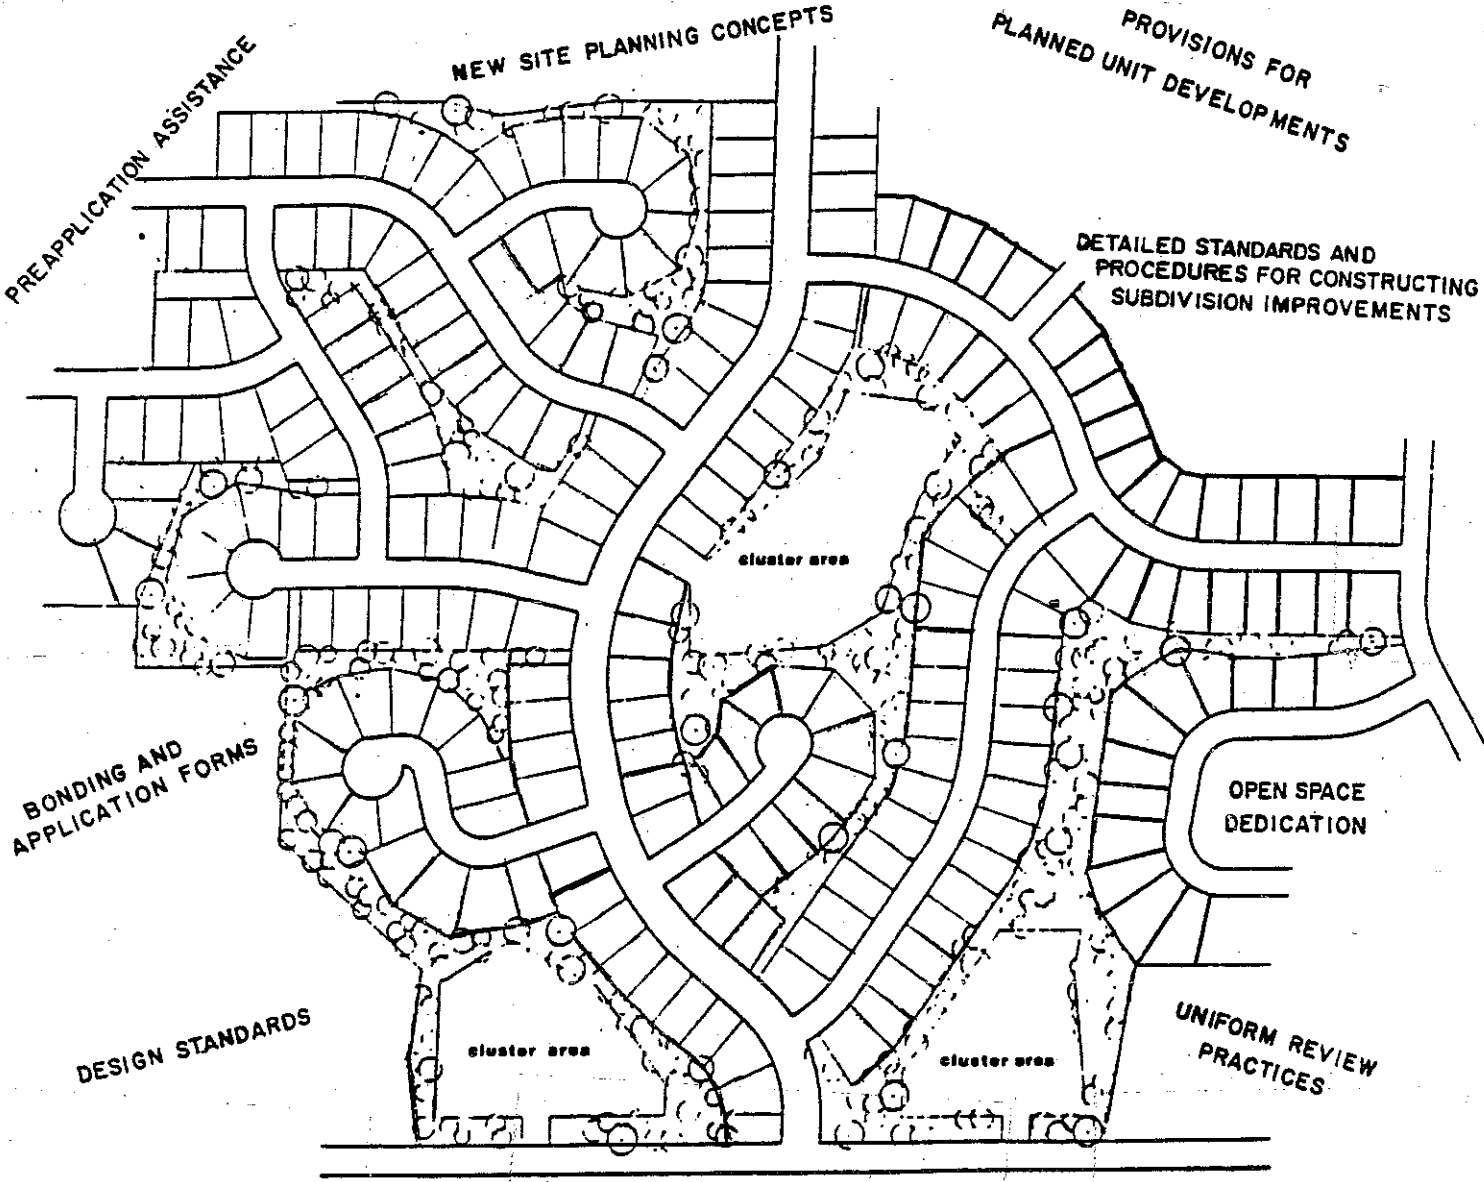 NEW SITE PLANNING CONCEPTS
PROVISIONS FOR
PLANNED UNIT DEVELOPMENTS
PREAPPLICATION ASSISTANCE
DETAILED STANDARDS AND
PROCEDURES FOR CONSTRUCTING
SUBDIVISION IMPROVEMENTS
cluster area
BONDING AND
APPLICATION FORMS
OPEN SPACE
DEDICATION
DESIGN STANDARDS
cluster area
cluster area
UNIFORM REVIEW
PRACTICES